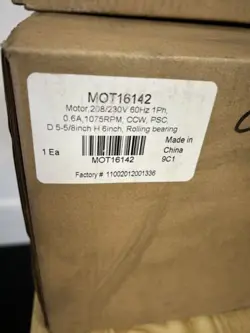 MOT16142
Motor,208/230V 60Hz 1Ph,
0.6A,1075RPM, CCW, PSC,
D 5-5/8inch H 6inch, Rolling bearing
1 Ea
MOT16142
Made in
China
9C1
Factory #: 11002012001336